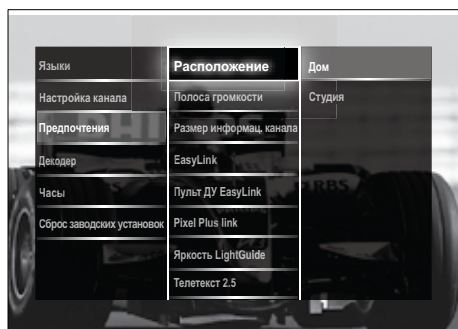 Языки
Настройка канала
Предпочтения
Декодер
Часы
Сброс заводских установок
Расположение
Полоса громкости
Размер информац. канала
EasyLink
Пульт ДУ EasyLink
Pixel Plus link
Яркость LightGuide
Телетекст 2.5
Дом
Студия
RBS